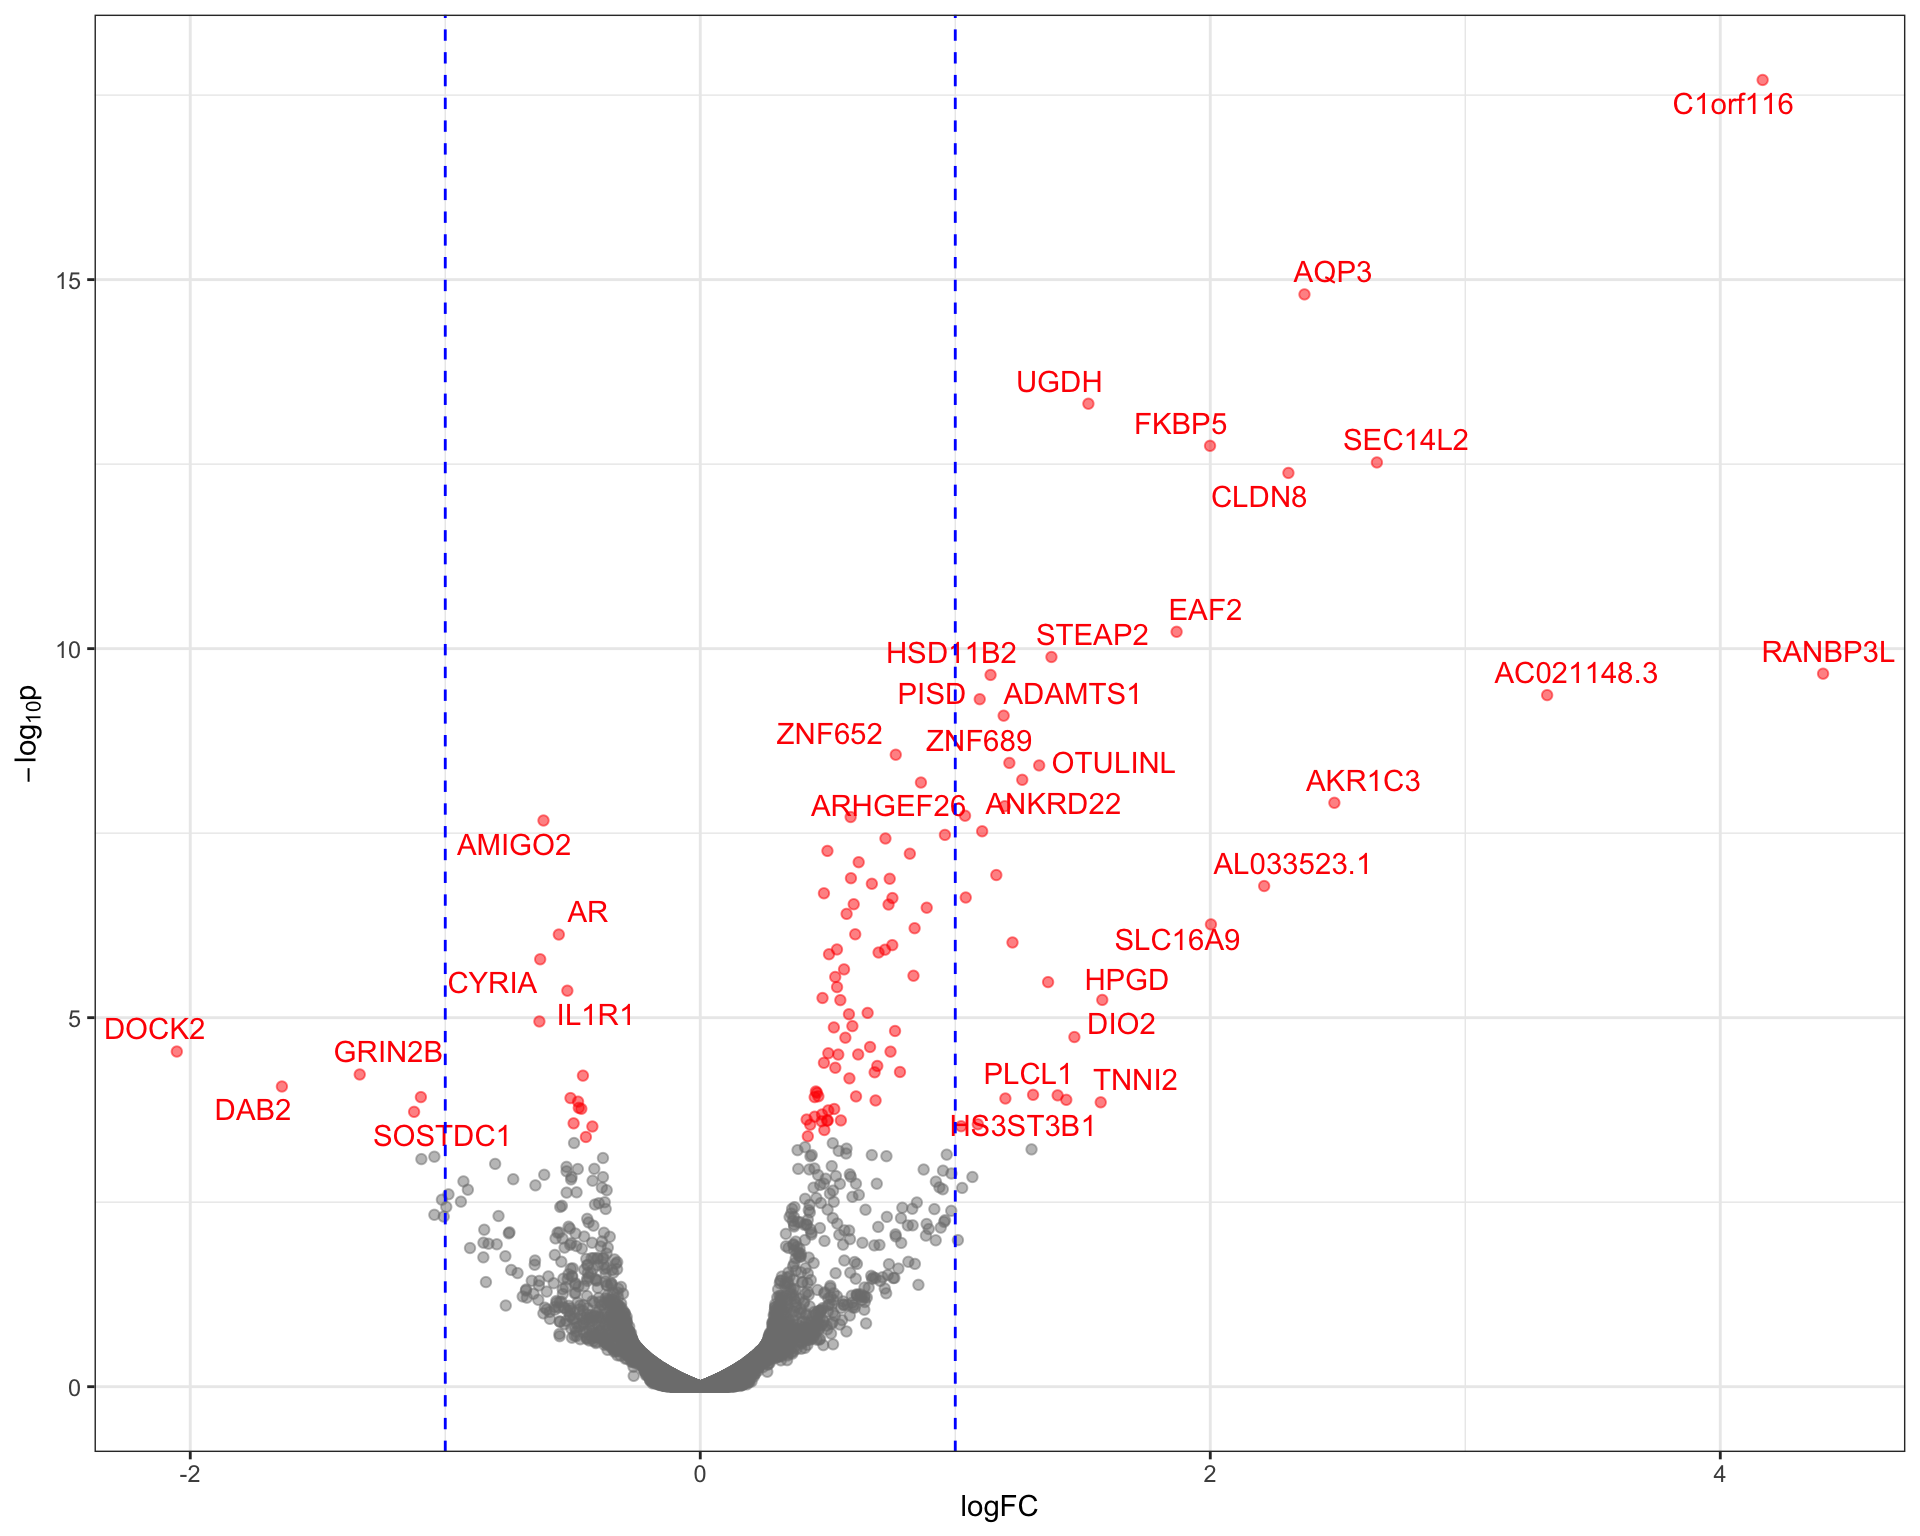 C1orf116
15
AQP3
UGDH
FKBP5
SEC14L2
CLDN8
EAF2
STEAP2
10
HSD11B2
RANBP3L
AC021148.3
PISD
ADAMTS1
ZNF652
ZNF689
OTULINL
AKR1C3
ARHGEF26
ANKRD22
AMIGO2
AL033523.1
AR
SLC16A9
CYRIA
HPGD
5
IL1R1
DIO2
DOCK2
GRIN2B
PLCL1
TNNI2
DAB2
HS3ST3B1
SOSTDC1
0
-2
0
2
4
logFC
−log₁₀p